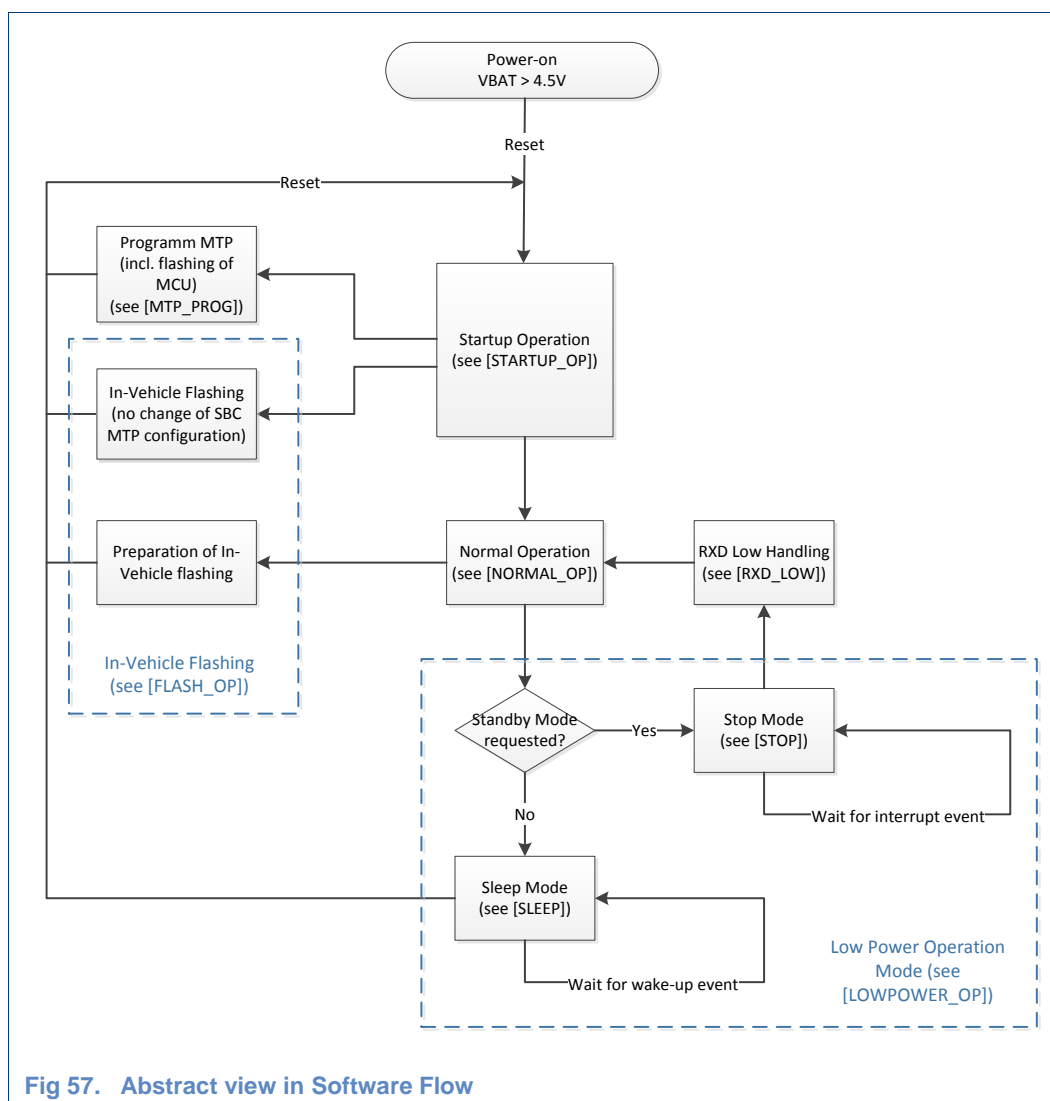 Power-on
VBAT > 4.5V
Reset
Reset
Programm MTP
(incl. flashing of
MCU)
(see [MTP_PROG])
Startup Operation
(see [STARTUP_OP])
In-Vehicle Flashing
(no change of SBC
MTP configuration)
Preparation of In-
Vehicle flashing
Normal Operation
(see [NORMAL_OP])
RXD Low Handling
(see [RXD_LOW])
In-Vehicle Flashing
(see [FLASH_OP])
Standby Mode
requested?
Yes
Stop Mode
(see [STOP])
No
Wait for interrupt event
Sleep Mode
(see [SLEEP])
Wait for wake-up event
Low Power Operation
Mode (see
[LOWPOWER_OP])
Fig 57. Abstract view in Software Flow